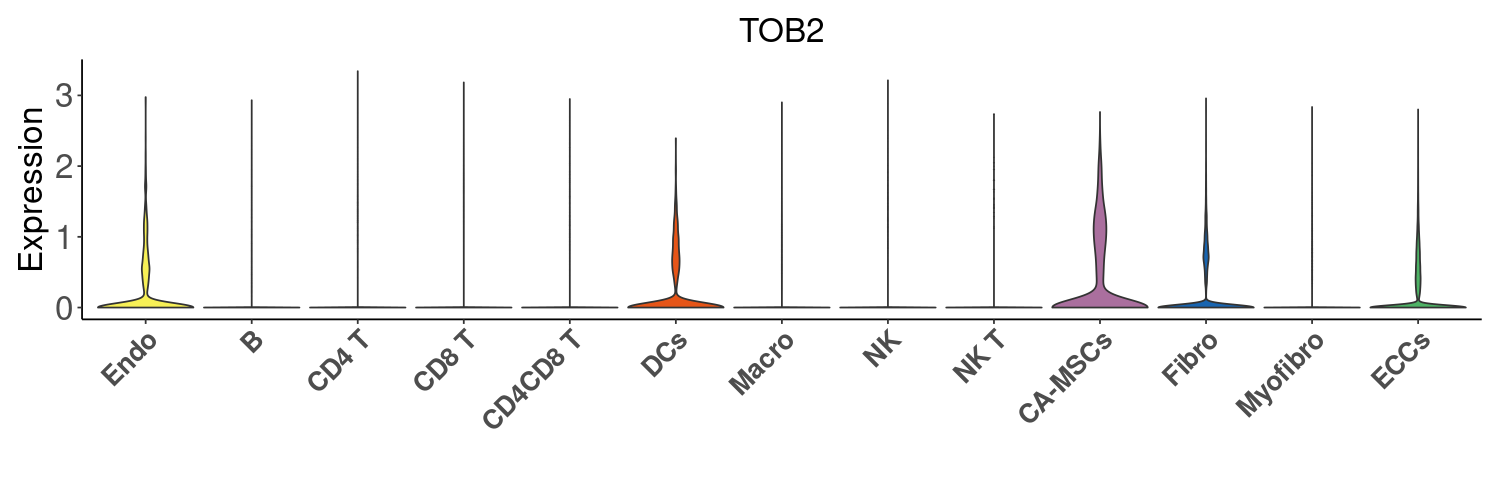 TOB2
Expression
3
2
1
0
Endo
B
CD4 T
CD8 T
CD4CD8 T
DCs
Macro
NK
NK T
CA-MSCs
Fibro
Myofibro
ECCs